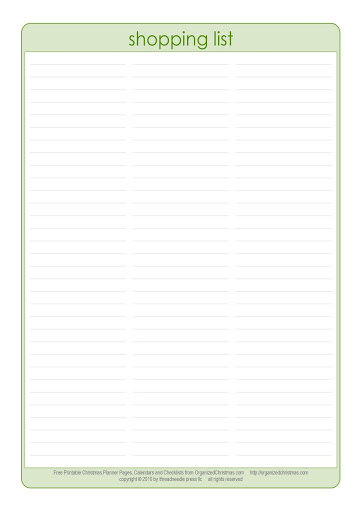 shopping list
Free Printable Christmas Planner Pages, Calendars and Checklists from OrganizedChristmas.com http://organizedchristmas.com
copyright © 2010 by threadneedle press llc all rights reserved